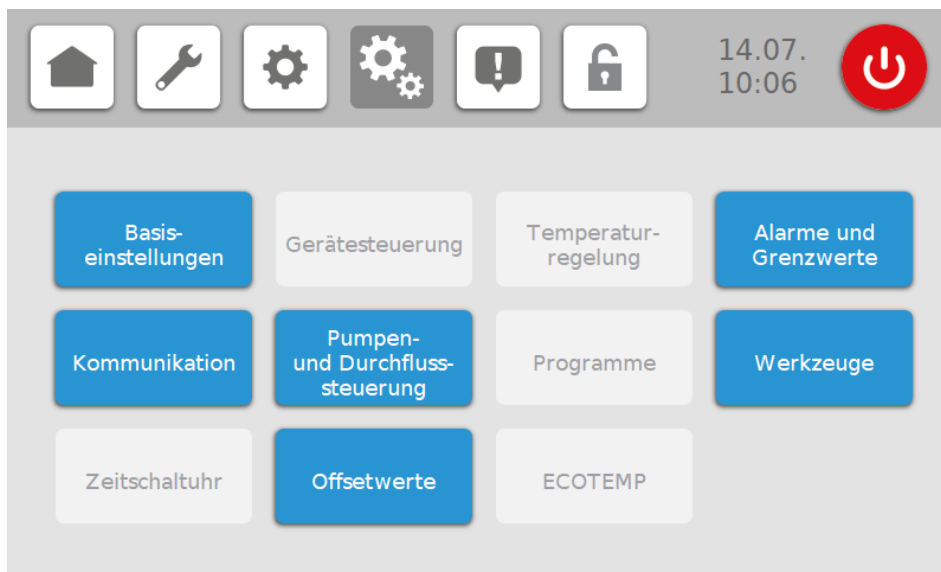 14.07.
10:06
Basis-
einstellungen
Gerätesteuerung
Temperatur-
regelung
Alarme und
Grenzwerte
Kommunikation
Pumpen-
und Durchfluss-
steuerung
Programme
Werkzeuge
Zeitschaltuhr
Offsetwerte
ECOTEMP